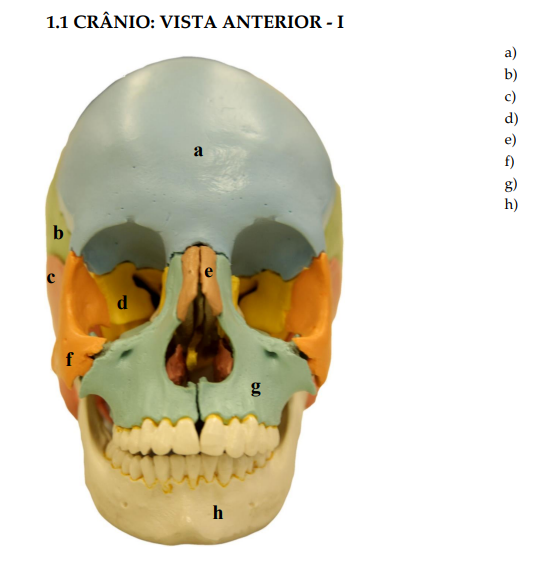 1.1 CRÂNIO: VISTA ANTERIOR - I
a)
b)
c)
d)
e)
f)
g)
h)
a
b
c
e
d
f
g
h